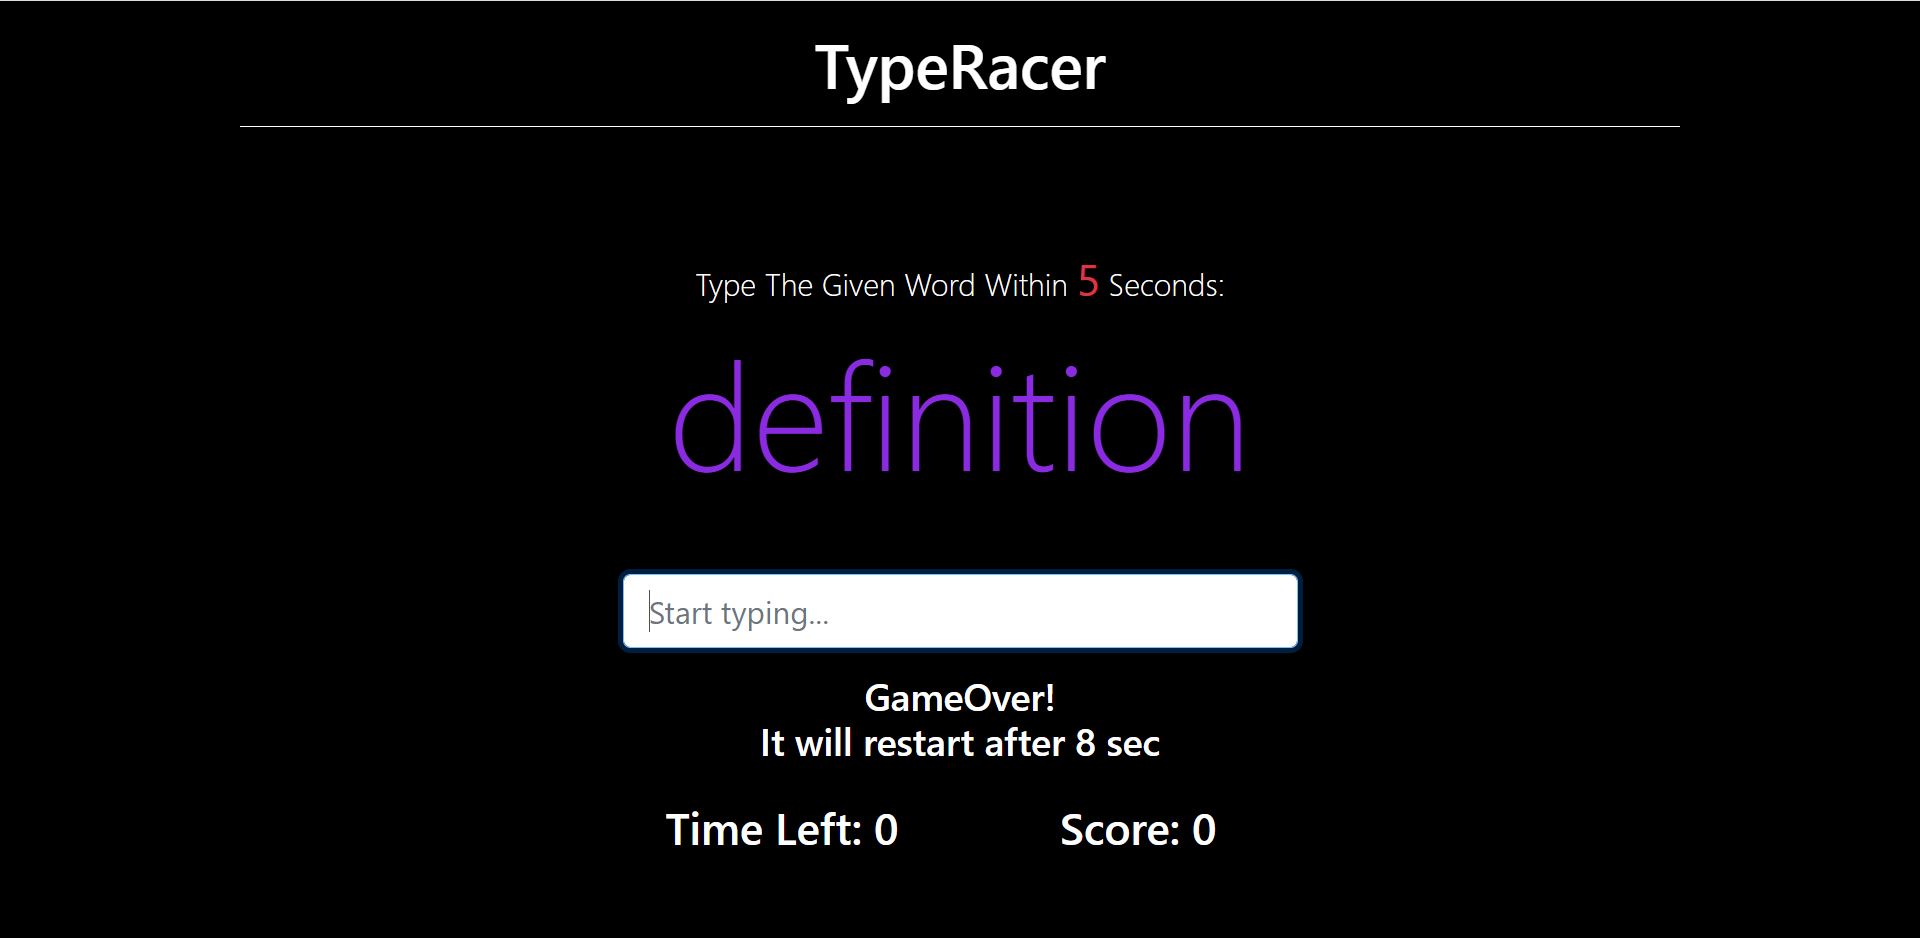 TypeRacer
Type The Given Word Within 5 Seconds:
definition
Start typing...
GameOver!
It will restart after 8 sec
Time Left: 0 Score: 0